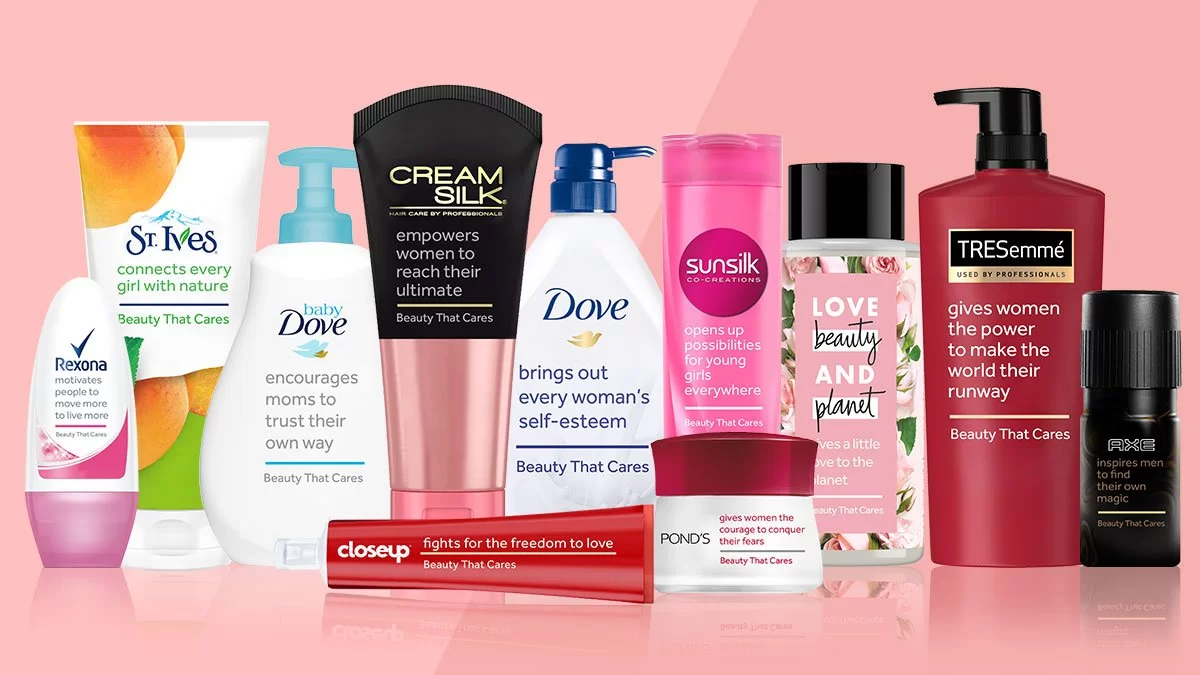 Rexona
motivates
people to
move more
to live more
Beauty That Cares
ST. Ives
connects every
girl with nature
Beauty That Cares
baby
Dove
encourages
moms to
trust their
own way
Beauty That Cares
CREAM
SILK
HAIR CARE BY PROFESSIONALS
empowers
women to
reach their
ultimate
Beauty That Cares
closeup
fights for the freedom to love
Beauty That Cares
Dove
brings out
every woman's
self-esteem
Beauty That Cares
sunsilk
CO-CREATIONS
opens up
possibilities
for young
girls
everywhere
Beauty That Cares
POND'S
gives women the
courage to conquer
their fears
Beauty That Cares
LOVE
beauty
AND
planet
a little
to the
That Cares
TRESemmé
USED BY PROFESSIONALS
gives women
the power
to make the
world their
runway
Beauty That Cares
AXE
inspires men
to find
their own
magic
Beauty That Cares